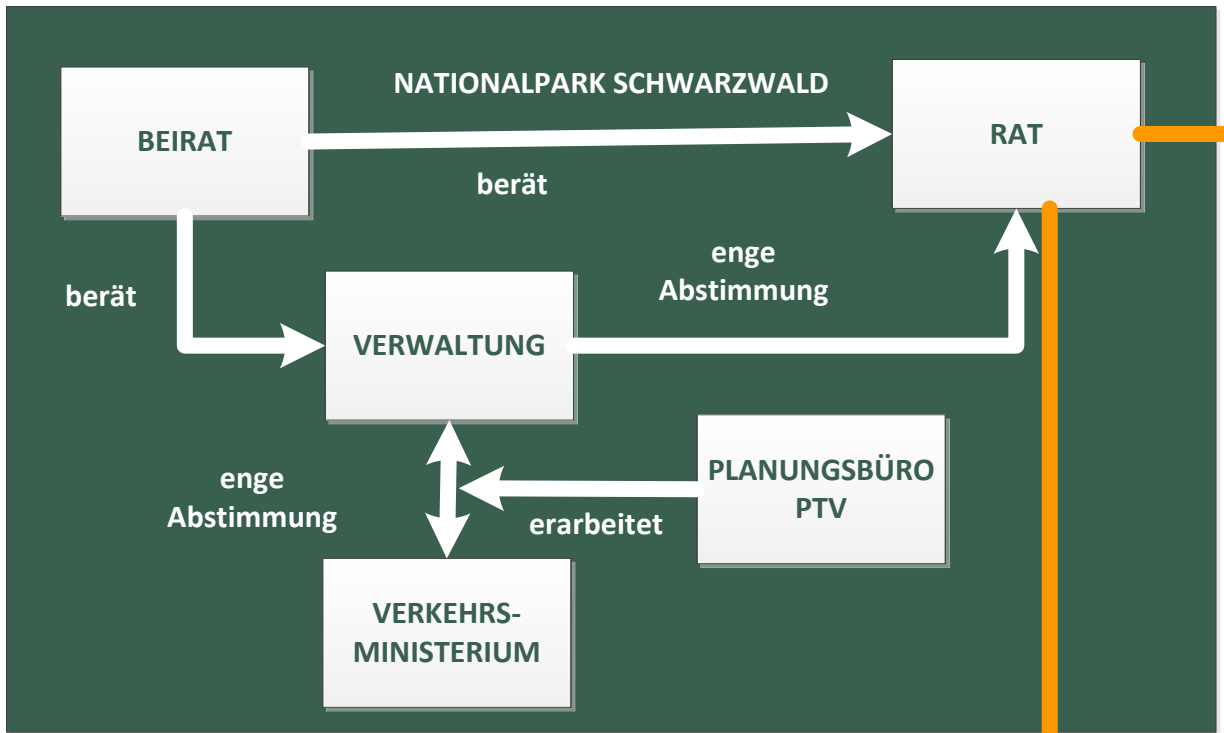 NATIONALPARK SCHWARZWALD
BEIRAT
RAT
berät
enge
Abstimmung
berät
VERWALTUNG
PLANUNGSBÜRO
PTV
enge
Abstimmung
erarbeitet
VERKEHRS-
MINISTERIUM